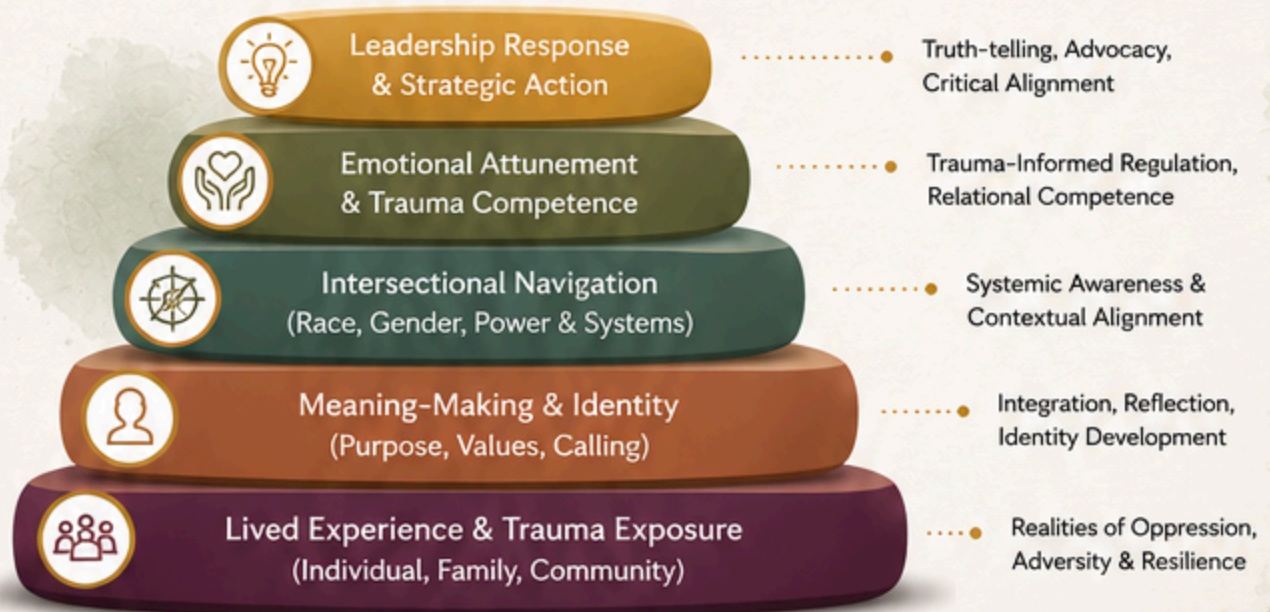 Leadership Response
& Strategic Action
Truth-telling, Advocacy,
Critical Alignment
Emotional Attunement
& Trauma Competence
Trauma-Informed Regulation,
Relational Competence
Intersectional Navigation
(Race, Gender, Power & Systems)
Systemic Awareness &
Contextual Alignment
Meaning-Making & Identity
(Purpose, Values, Calling)
Integration, Reflection,
Identity Development
Lived Experience & Trauma Exposure
(Individual, Family, Community)
Realities of Oppression,
Adversity & Resilience